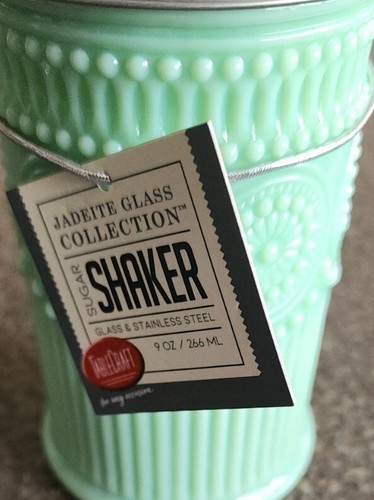 JADEITE GLASS
COLLECTION™
SUGAR
SHAKER
GLASS & STAINLESS STEEL
9 OZ / 266 ML
TABLECRAFT
for every occasion.